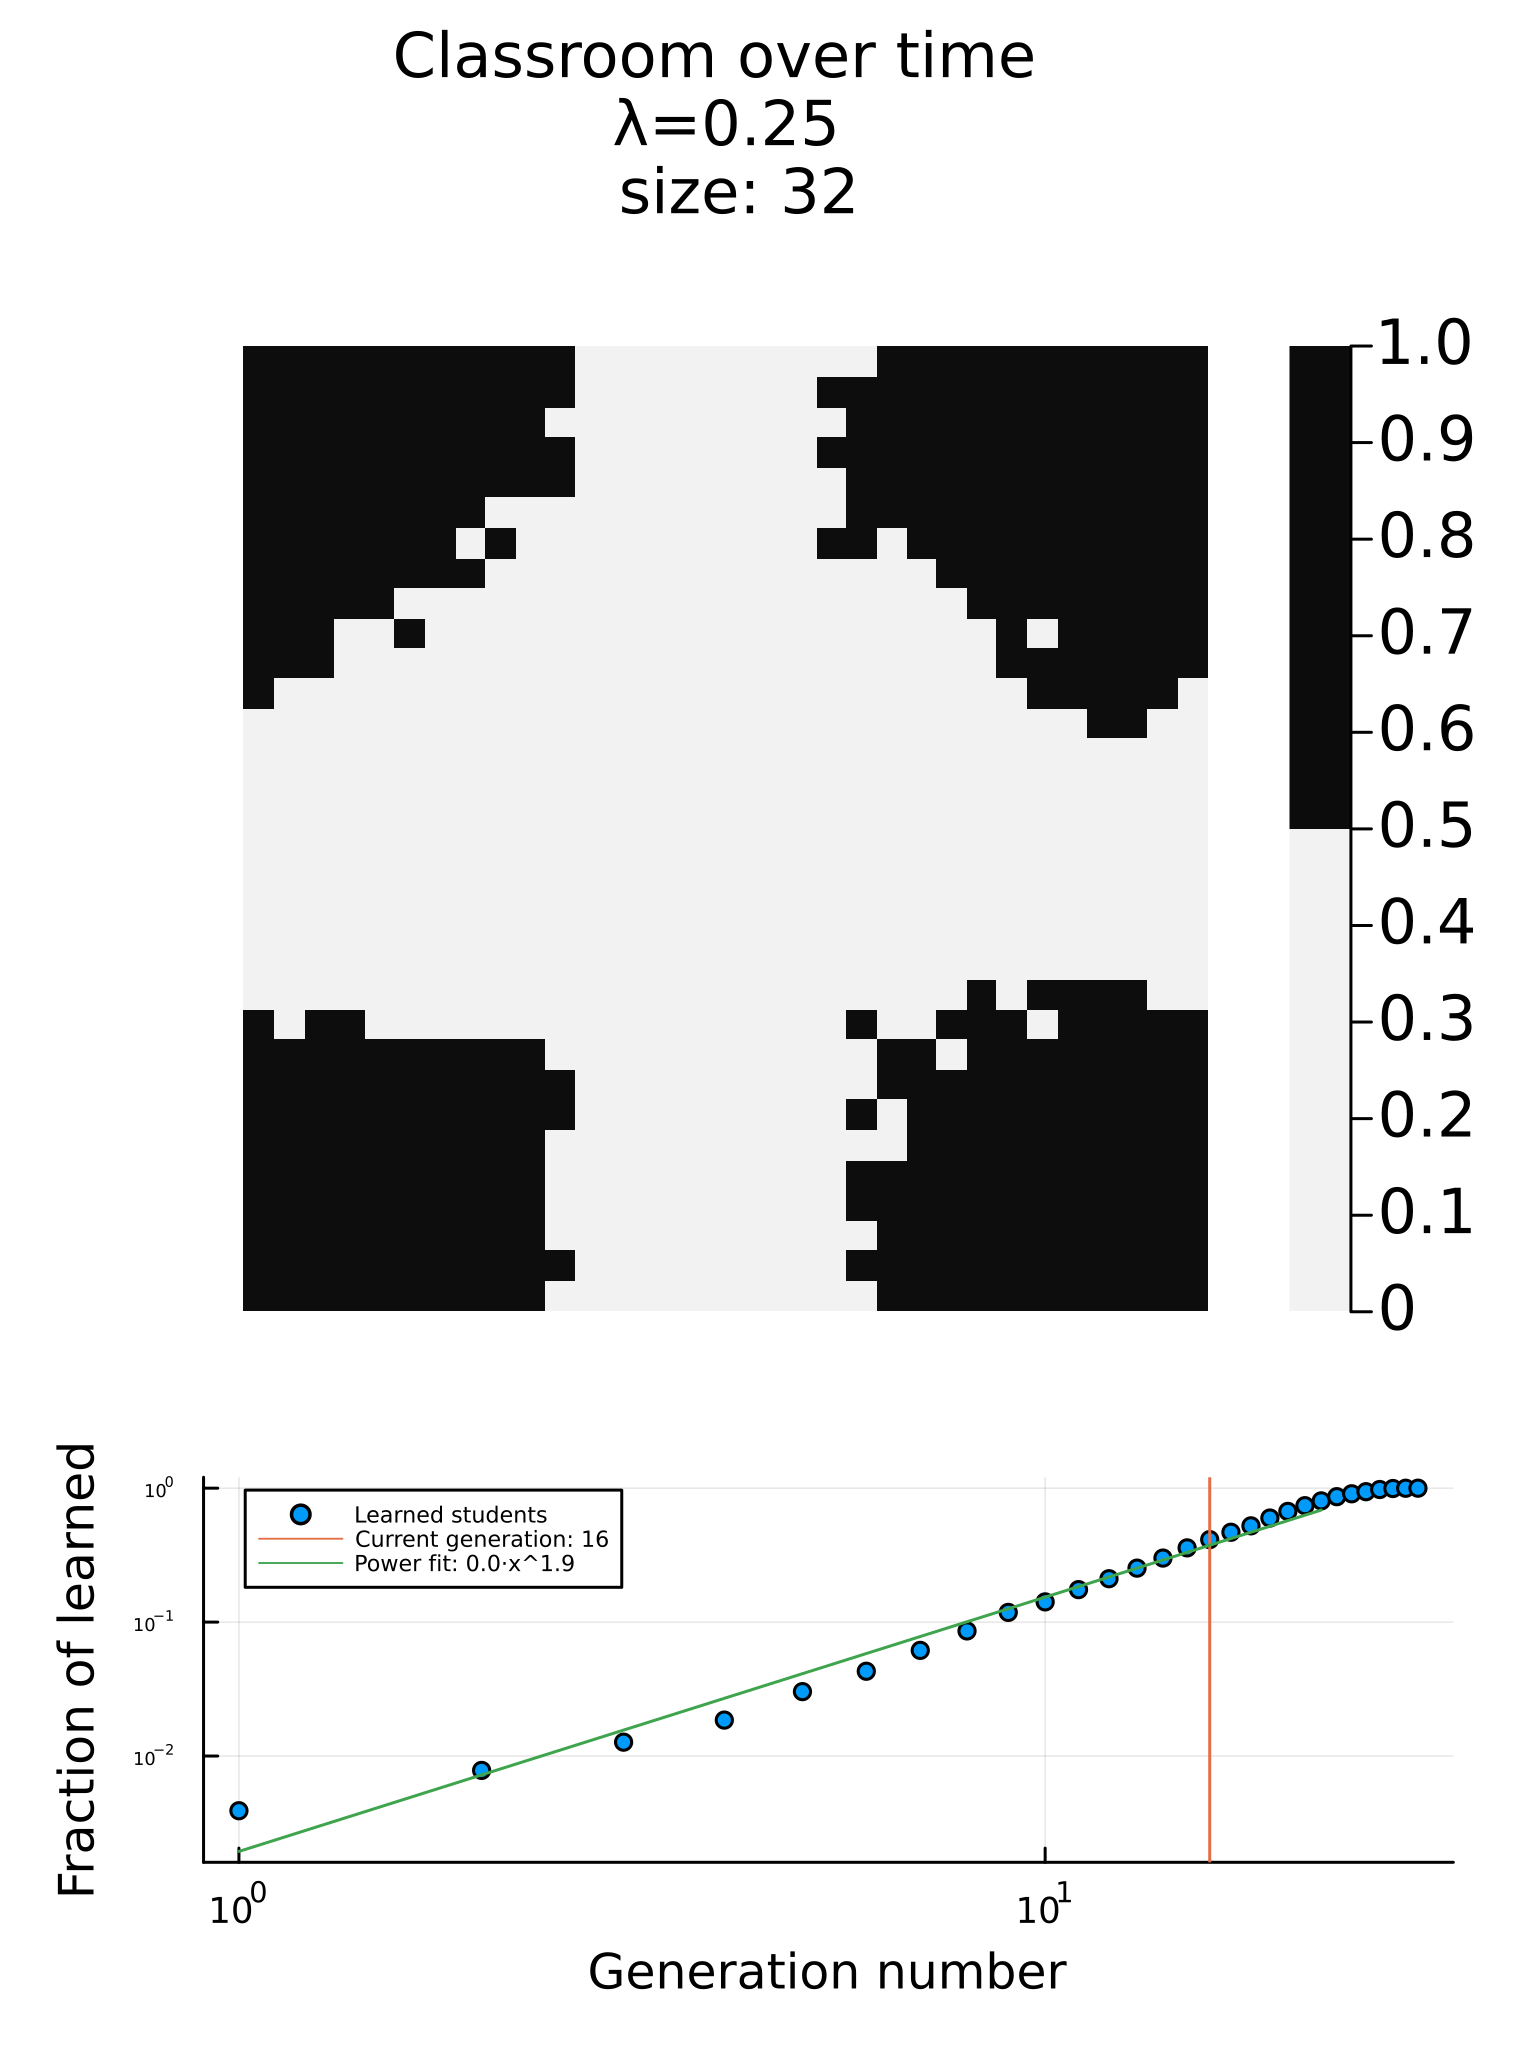 Classroom over time
λ=0.25
size: 32
1.0
0.9
0.8
0.7
0.6
0.5
0.4
0.3
0.2
0.1
0
Fraction of learned
10⁰
10⁻¹
10⁻²
Learned students
Current generation: 16
Power fit: 0.0·x^1.9
10⁰
10¹
Generation number